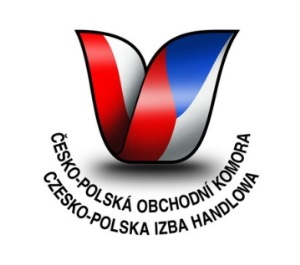 ČESKO-POLSKÁ OBCHODNÍ KOMORA
CZESKO-POLSKA IZBA HANDLOWA